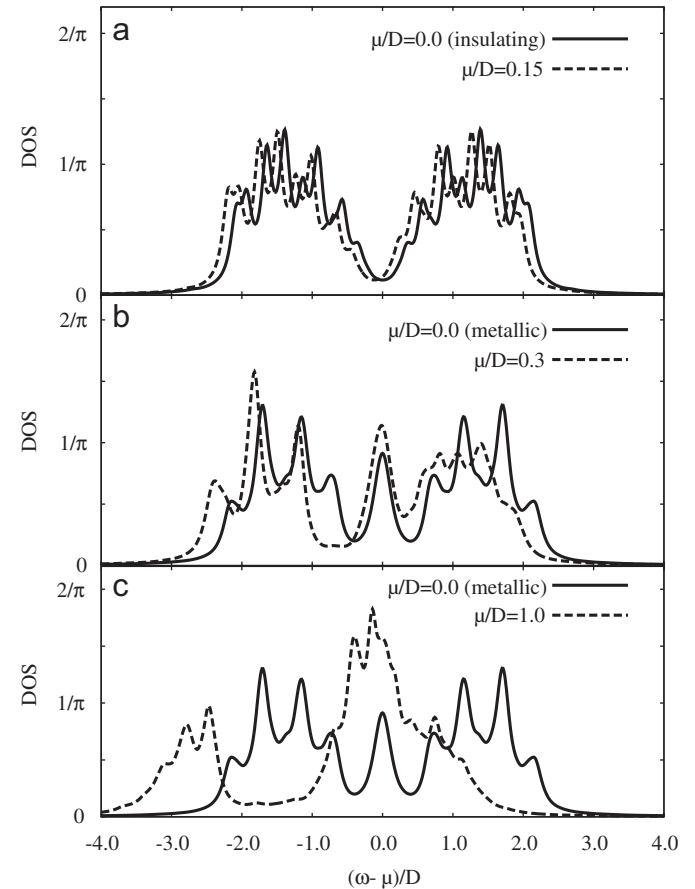 a
2/π
μ/D=0.0 (insulating)
μ/D=0.15
DOS
1/π
0
b
2/π
μ/D=0.0 (metallic)
μ/D=0.3
DOS
1/π
0
c
2/π
μ/D=0.0 (metallic)
μ/D=1.0
DOS
1/π
0
-4.0 -3.0 -2.0 -1.0 0.0 1.0 2.0 3.0 4.0
(ω- μ)/D